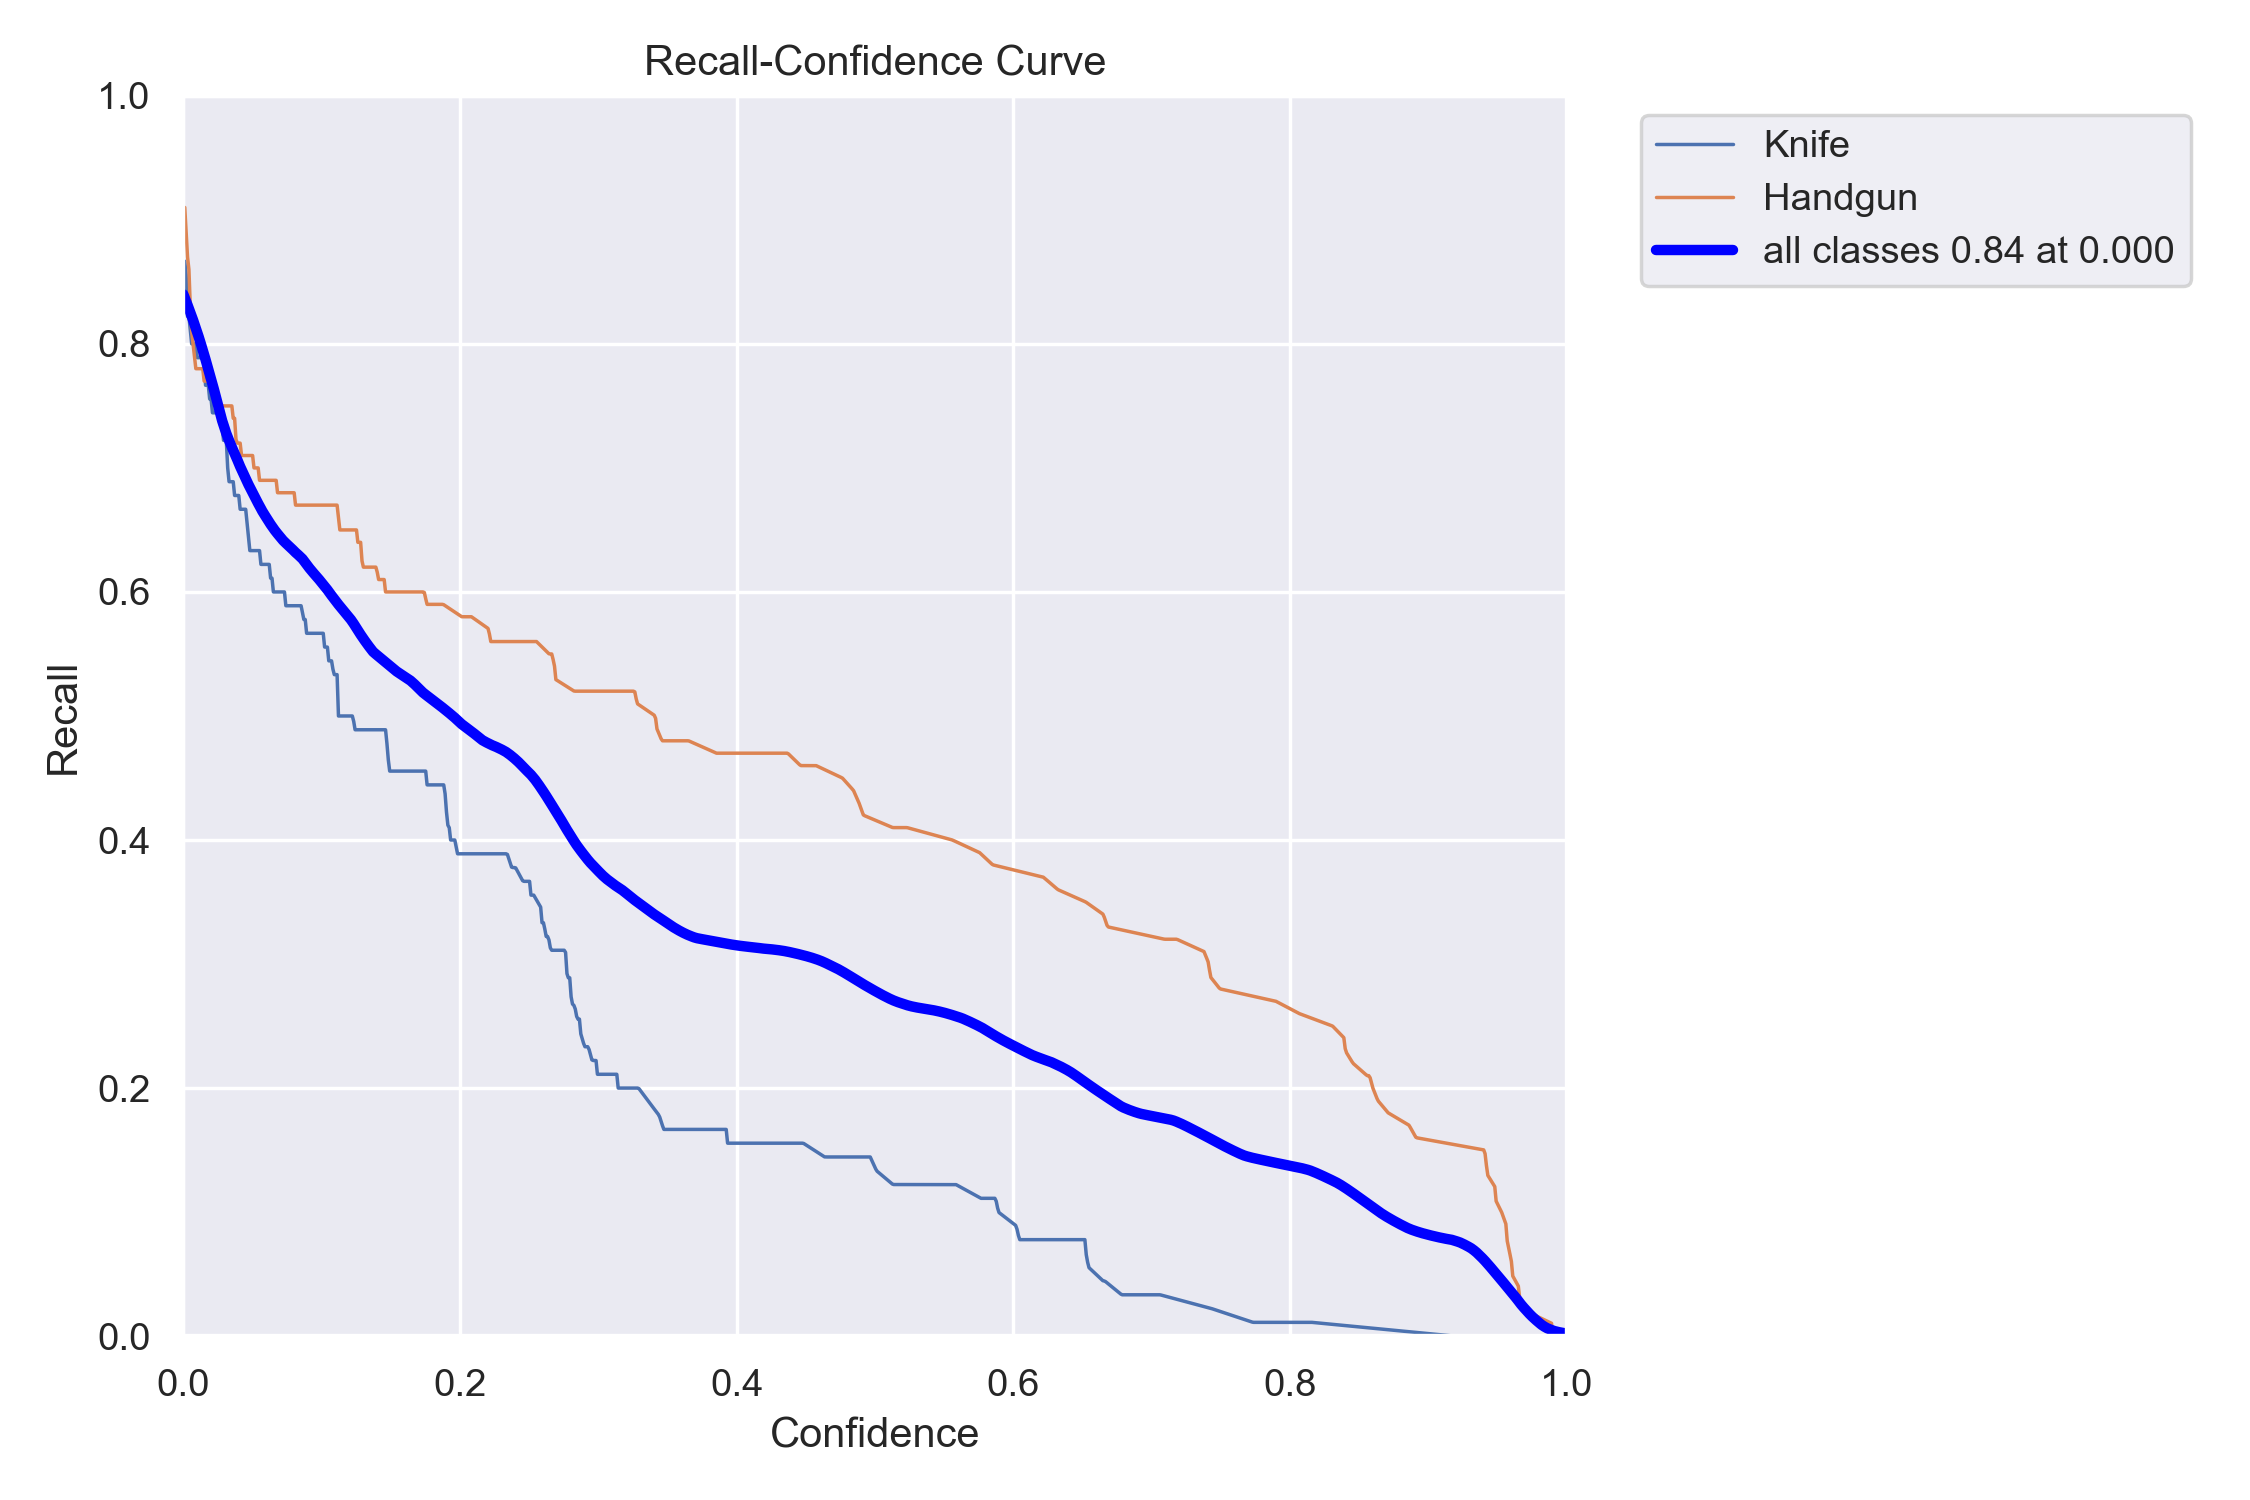 Recall-Confidence Curve
1.0
0.8
0.6
0.4
0.2
0.0
Recall
0.0 0.2 0.4 0.6 0.8 1.0
Confidence
Knife
Handgun
all classes 0.84 at 0.000